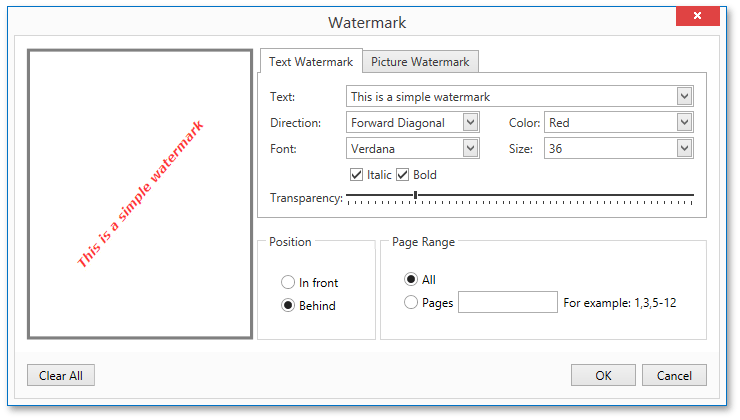 Watermark
This is a simple watermark
Text Watermark Picture Watermark
Text: This is a simple watermark
Direction: Forward Diagonal Color: Red
Font: Verdana Size: 36
Italic Bold
Transparency:
Position
In front
Behind
Page Range
All
Pages For example: 1,3,5-12
Clear All OK Cancel